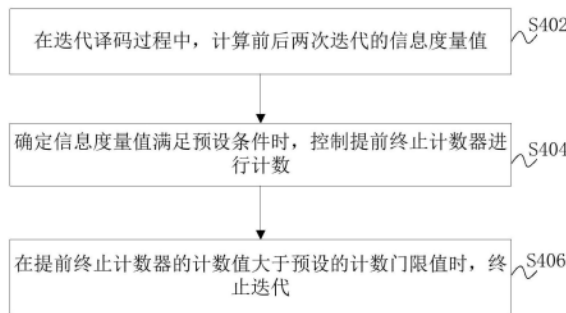 S402
在迭代译码过程中，计算前后两次迭代的信息度量值
确定信息度量值满足预设条件时，控制提前终止计数器进
行计数
S404
在提前终止计数器的计数值大于预设的计数门限值时，终
止迭代
S406